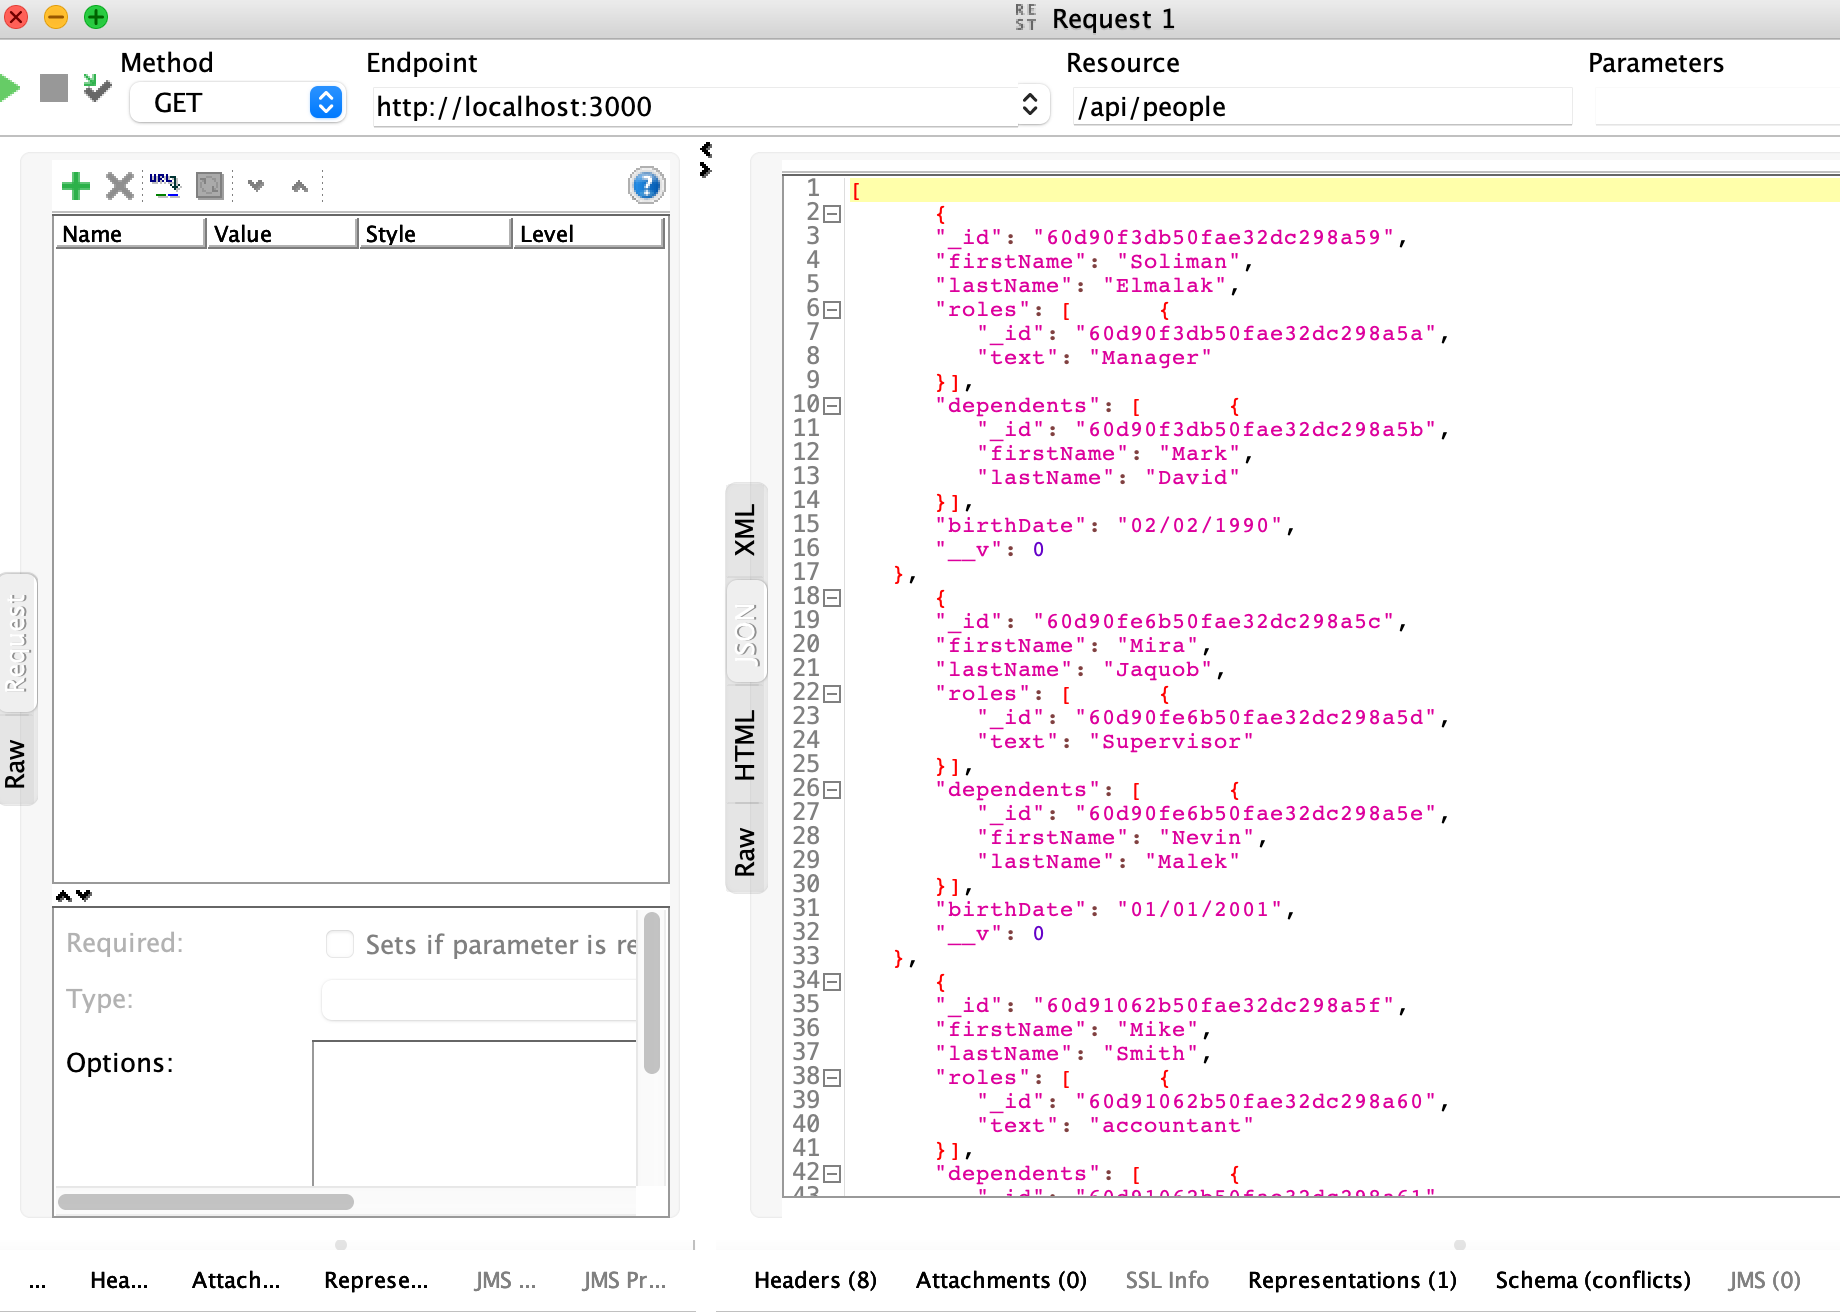 RE
ST
Request 1
Method
Endpoint
Resource
Parameters
GET
http://localhost:3000
/api/people
URL
?
Name Value Style Level
Request
Raw
Required:
Sets if parameter is re
Type:
Options:
... Hea... Attach... Represe... JMS ... JMS Pr...
XML
JSON
HTML
Raw
1 [
2 {
3 "_id": "60d90f3db50fae32dc298a59",
4 "firstName": "Soliman",
5 "lastName": "Elmalak",
6 "roles": [ {
7 "_id": "60d90f3db50fae32dc298a5a",
8 "text": "Manager"
9 }],
10 "dependents": [ {
11 "_id": "60d90f3db50fae32dc298a5b",
12 "firstName": "Mark",
13 "lastName": "David"
14 }],
15 "birthDate": "02/02/1990",
16 "__v": 0
17 },
18 {
19 "_id": "60d90fe6b50fae32dc298a5c",
20 "firstName": "Mira",
21 "lastName": "Jaquob",
22 "roles": [ {
23 "_id": "60d90fe6b50fae32dc298a5d",
24 "text": "Supervisor"
25 }],
26 "dependents": [ {
27 "_id": "60d90fe6b50fae32dc298a5e",
28 "firstName": "Nevin",
29 "lastName": "Malek"
30 }],
31 "birthDate": "01/01/2001",
32 "__v": 0
33 },
34 {
35 "_id": "60d91062b50fae32dc298a5f",
36 "firstName": "Mike",
37 "lastName": "Smith",
38 "roles": [ {
39 "_id": "60d91062b50fae32dc298a60",
40 "text": "accountant"
41 }],
42 "dependents": [ {
43 "_id": "60d91062b50fae32dc298a61"
Headers (8) Attachments (0) SSL Info Representations (1) Schema (conflicts) JMS (0)